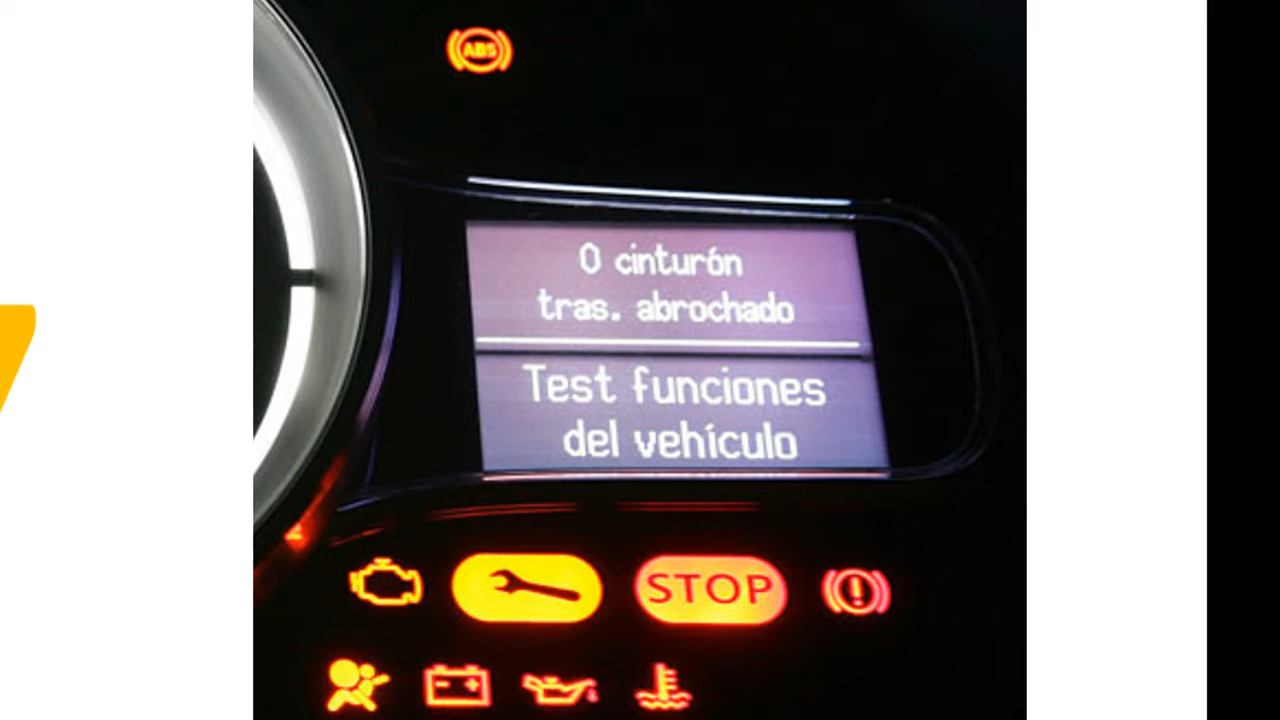 ABS
0 cinturón
tras. abrochado
Test funciones
del vehículo
STOP